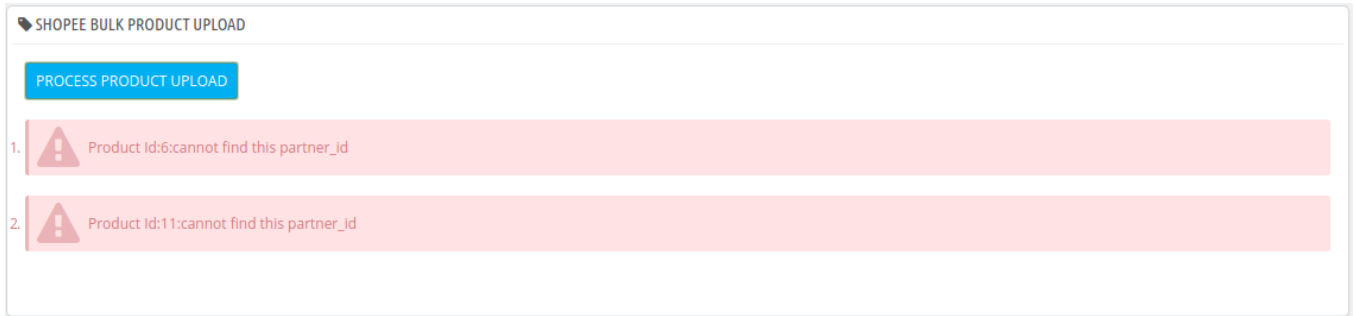 SHOPEE BULK PRODUCT UPLOAD
PROCESS PRODUCT UPLOAD
1. Product Id:6:cannot find this partner_id
2. Product Id:11:cannot find this partner_id